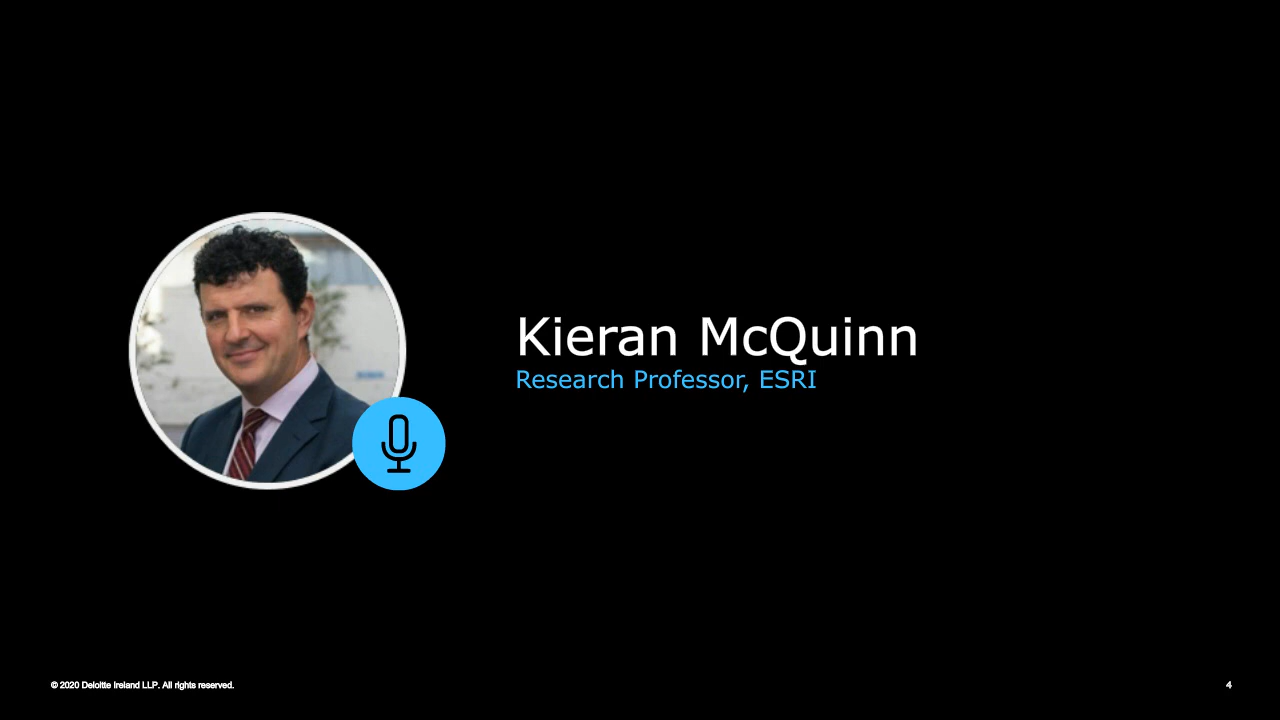 Kieran McQuinn
Research Professor, ESRI
© 2020 Deloitte Ireland LLP. All rights reserved.
4